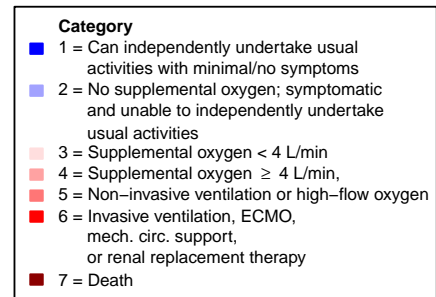 Category
1 = Can independently undertake usual
activities with minimal/no symptoms
2 = No supplemental oxygen; symptomatic
and unable to independently undertake
usual activities
3 = Supplemental oxygen < 4 L/min
4 = Supplemental oxygen ≥ 4 L/min,
5 = Non−invasive ventilation or high−flow oxygen
6 = Invasive ventilation, ECMO,
mech. circ. support,
or renal replacement therapy
7 = Death